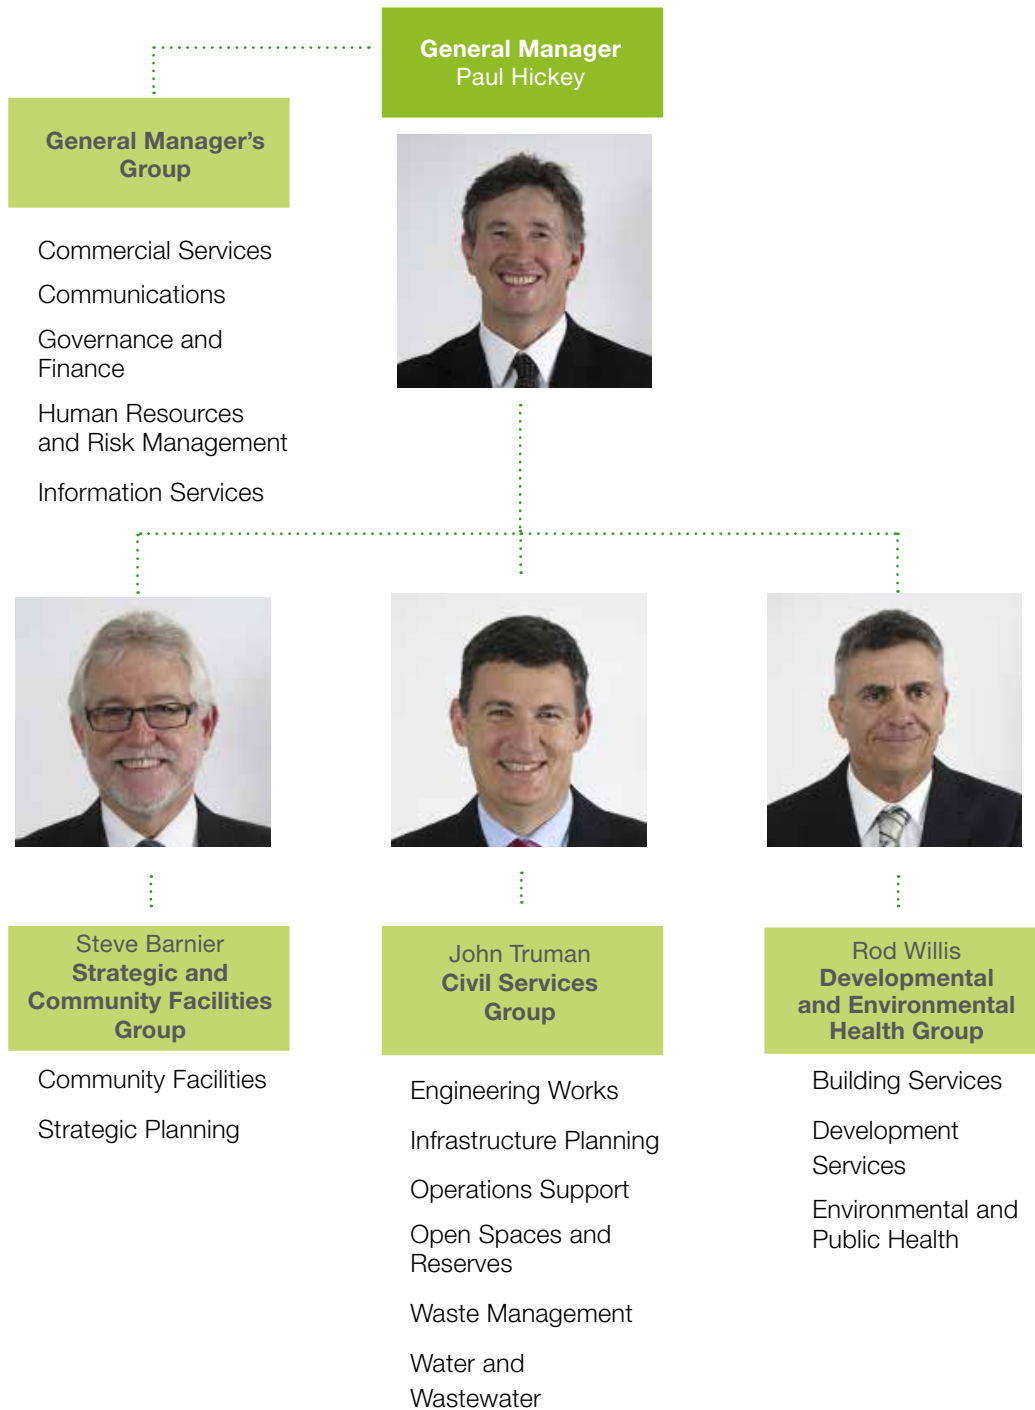 General Manager
Paul Hickey
General Manager's
Group
Commercial Services
Communications
Governance and
Finance
Human Resources
and Risk Management
Information Services
Steve Barnier
Strategic and
Community Facilities
Group
Community Facilities
Strategic Planning
John Truman
Civil Services
Group
Engineering Works
Infrastructure Planning
Operations Support
Open Spaces and
Reserves
Waste Management
Water and
Wastewater
Rod Willis
Developmental
and Environmental
Health Group
Building Services
Development
Services
Environmental and
Public Health